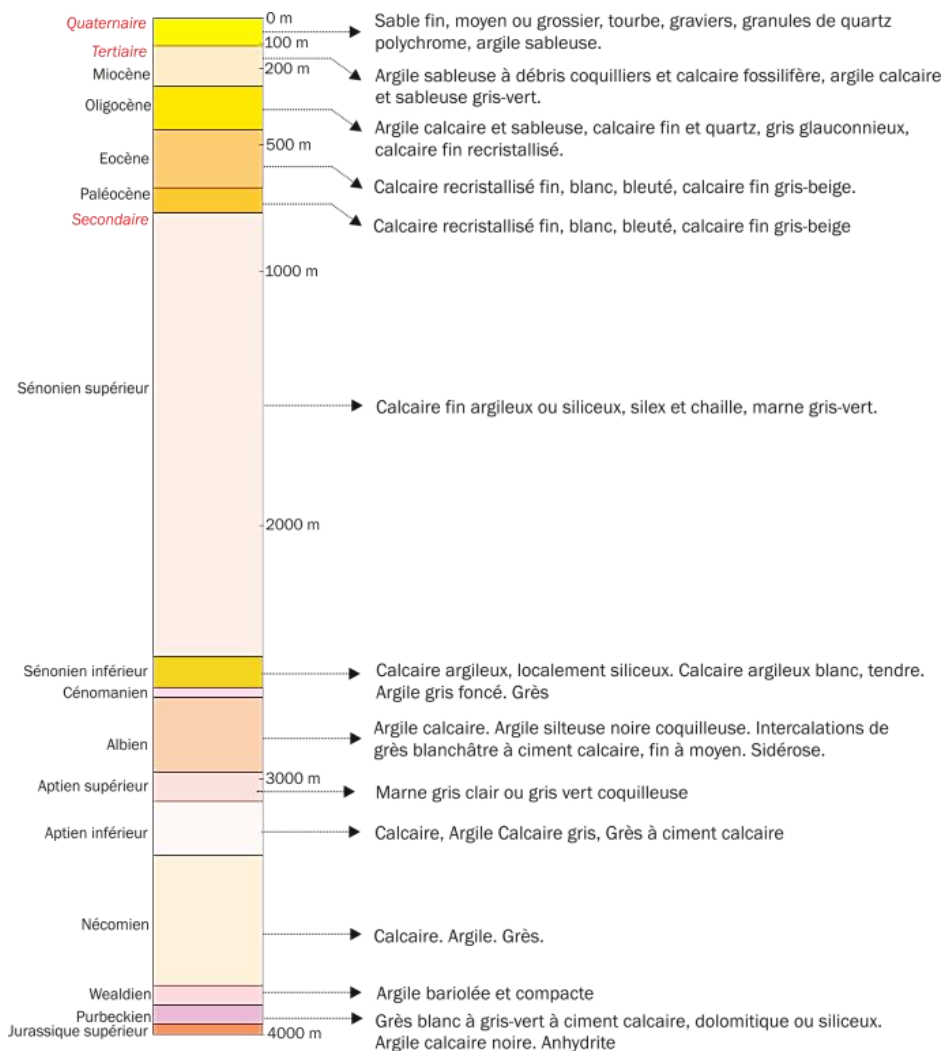 Quaternaire
0 m
Sable fin, moyen ou grossier, tourbe, graviers, granules de quartz
polychrome, argile sableuse.
100 m
Tertiaire
Miocène
200 m
Argile sableuse à débris coquilliers et calcaire fossilifère, argile calcaire
et sableuse gris-vert.
Oligocène
Argile calcaire et sableuse, calcaire fin et quartz, gris glauconnieux,
calcaire fin recristallisé.
500 m
Eocène
Calcaire recristallisé fin, blanc, bleuté, calcaire fin gris-beige.
Paléocène
Secondaire
Calcaire recristallisé fin, blanc, bleuté, calcaire fin gris-beige
1000 m
Sénonien supérieur
Calcaire fin argileux ou siliceux, silex et chaille, marne gris-vert.
2000 m
Sénonien inférieur
Calcaire argileux, localement siliceux. Calcaire argileux blanc, tendre.
Cénomanien
Argile gris foncé. Grès
Albien
Argile calcaire. Argile silteuse noire coquilleuse. Intercalations de
grès blanchâtre à ciment calcaire, fin à moyen. Sidérose.
3000 m
Aptien supérieur
Marne gris clair ou gris vert coquilleuse
Aptien inférieur
Calcaire, Argile Calcaire gris, Grès à ciment calcaire
Nécomien
Calcaire. Argile. Grès.
Wealdien
Argile bariolée et compacte
Purbeckien
Grès blanc à gris-vert à ciment calcaire, dolomitique ou siliceux.
Jurassique supérieur
4000 m
Argile calcaire noire. Anhydrite